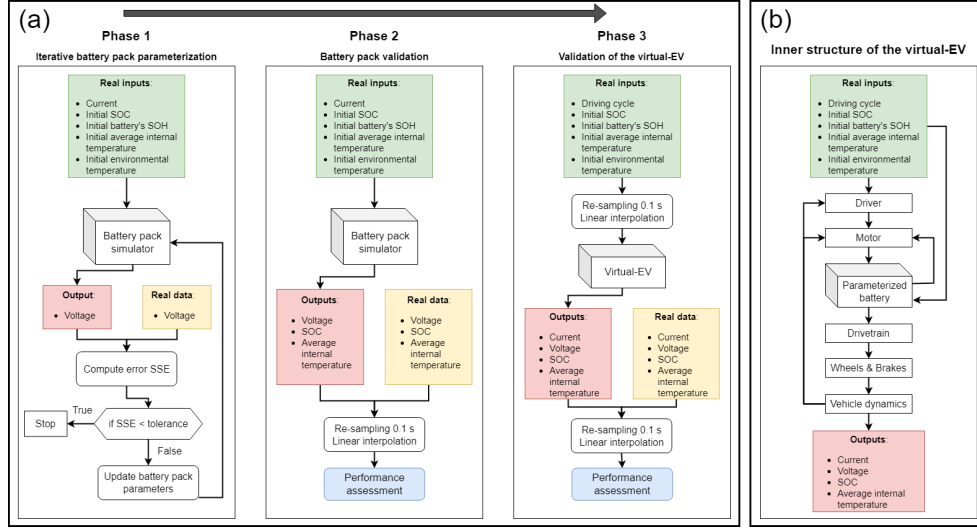 (a)
Phase 1
Iterative battery pack parameterization
Real inputs:
• Current
• Initial SOC
• Initial battery's SOH
• Initial average internal
temperature
• Initial environmental
temperature
Battery pack
simulator
Output:
• Voltage
Real data:
• Voltage
Compute error SSE
if SSE < tolerance
True
Stop
False
Update battery pack
parameters
Phase 2
Battery pack validation
Real inputs:
• Current
• Initial SOC
• Initial battery's SOH
• Initial average internal
temperature
• Initial environmental
temperature
Battery pack
simulator
Outputs:
• Voltage
• SOC
• Average
internal
temperature
Real data:
• Voltage
• SOC
• Average
internal
temperature
Re-sampling 0.1 s
Linear interpolation
Performance
assessment
Phase 3
Validation of the virtual-EV
Real inputs:
• Driving cycle
• Initial SOC
• Initial battery's SOH
• Initial average internal
temperature
• Initial environmental
temperature
Re-sampling 0.1 s
Linear interpolation
Virtual-EV
Outputs:
• Current
• Voltage
• SOC
• Average
internal
temperature
Real data:
• Current
• Voltage
• SOC
• Average
internal
temperature
Re-sampling 0.1 s
Linear interpolation
Performance
assessment
(b)
Inner structure of the virtual-EV
Real inputs:
• Driving cycle
• Initial SOC
• Initial battery's SOH
• Initial average internal
temperature
• Initial environmental
temperature
Driver
Motor
Parameterized
battery
Drivetrain
Wheels & Brakes
Vehicle dynamics
Outputs:
• Current
• Voltage
• SOC
• Average internal
temperature